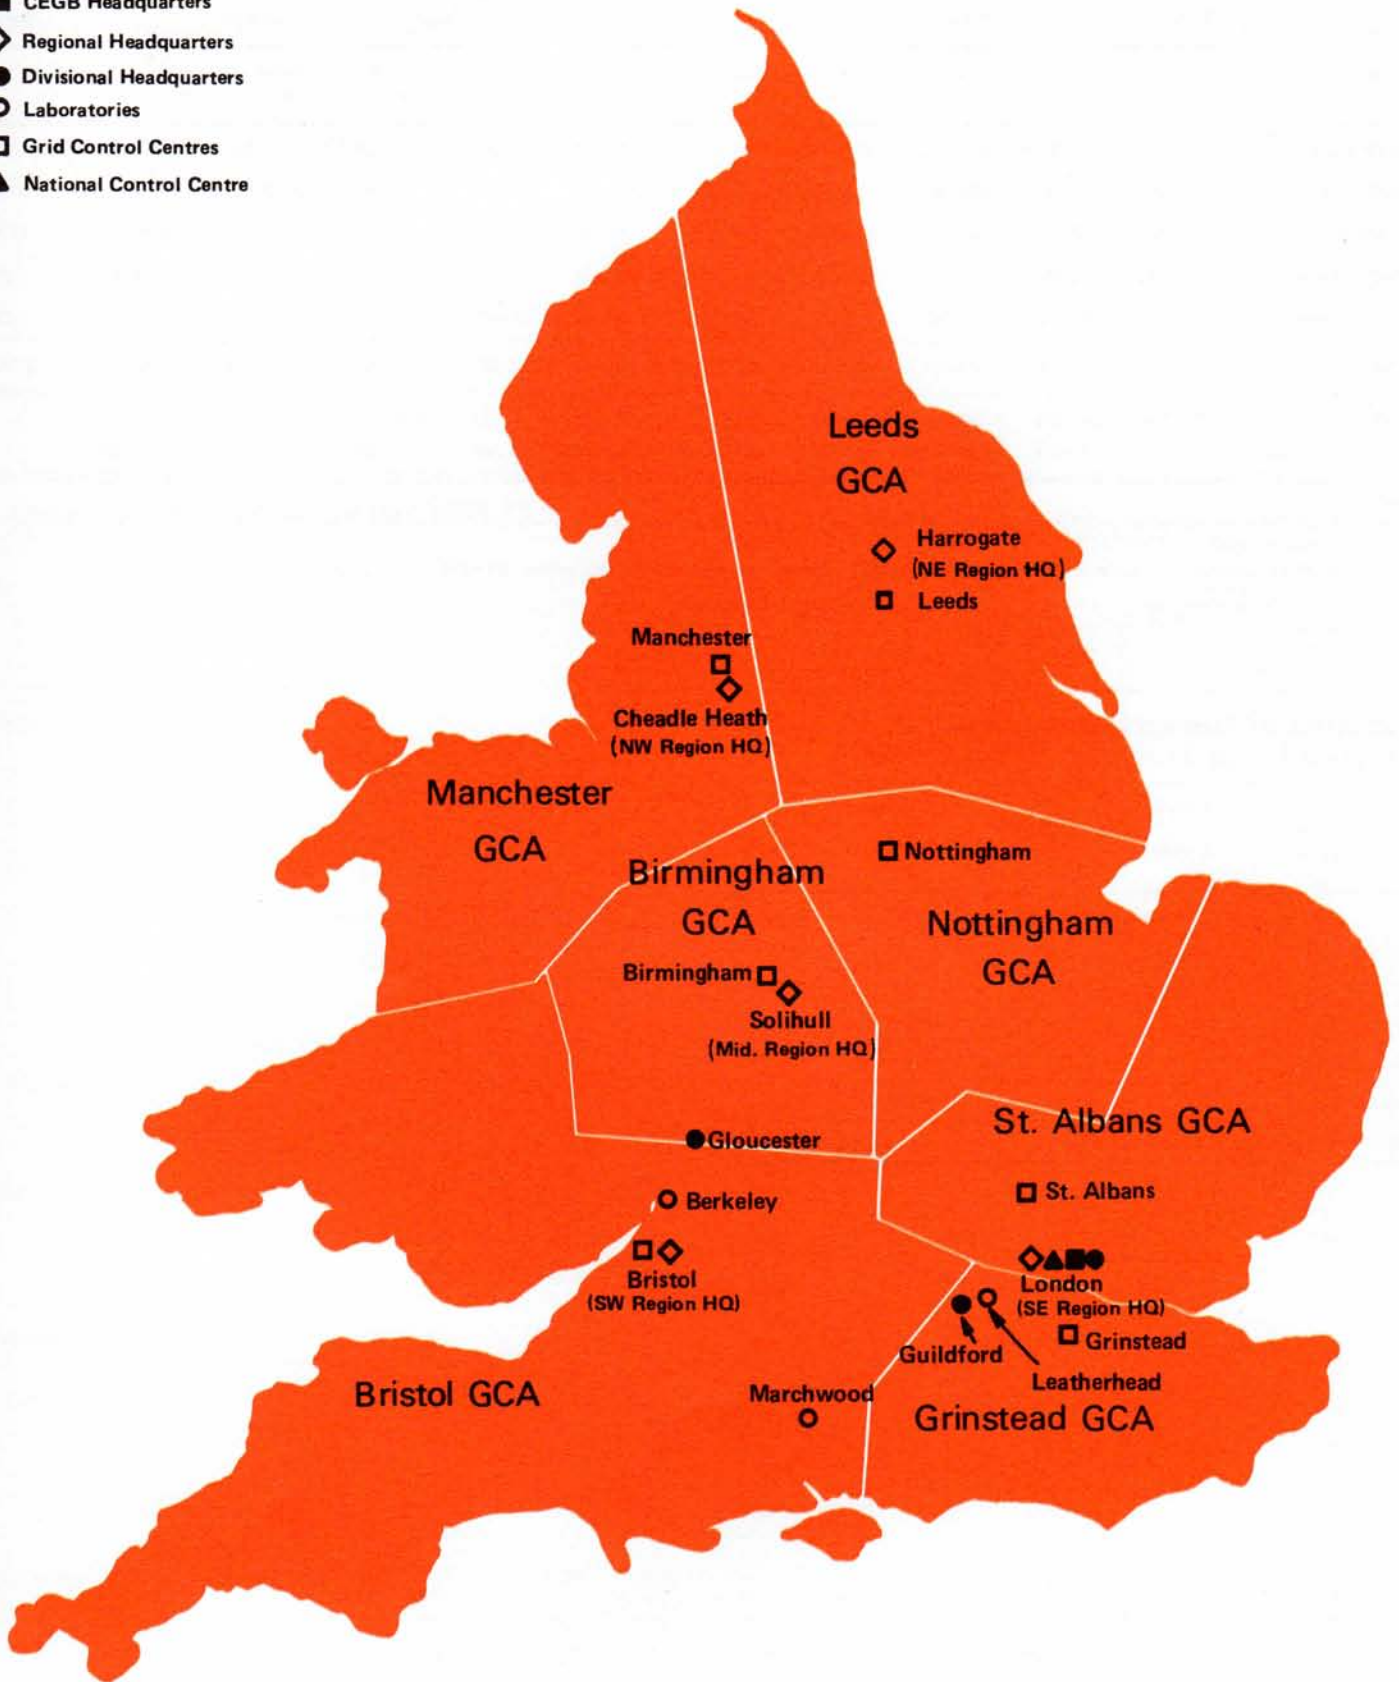 CEGB Headquarters
Regional Headquarters
Divisional Headquarters
Laboratories
Grid Control Centres
National Control Centre
Leeds
GCA
Harrogate
(NE Region HQ)
Leeds
Manchester
Cheadle Heath
(NW Region HQ)
Manchester
GCA
Birmingham
GCA
Nottingham
Nottingham
GCA
Birmingham
Solihull
(Mid. Region HQ)
Gloucester
St. Albans GCA
St. Albans
Berkeley
Bristol
(SW Region HQ)
London
(SE Region HQ)
Grinstead
Guildford
Leatherhead
Bristol GCA
Marchwood
Grinstead GCA